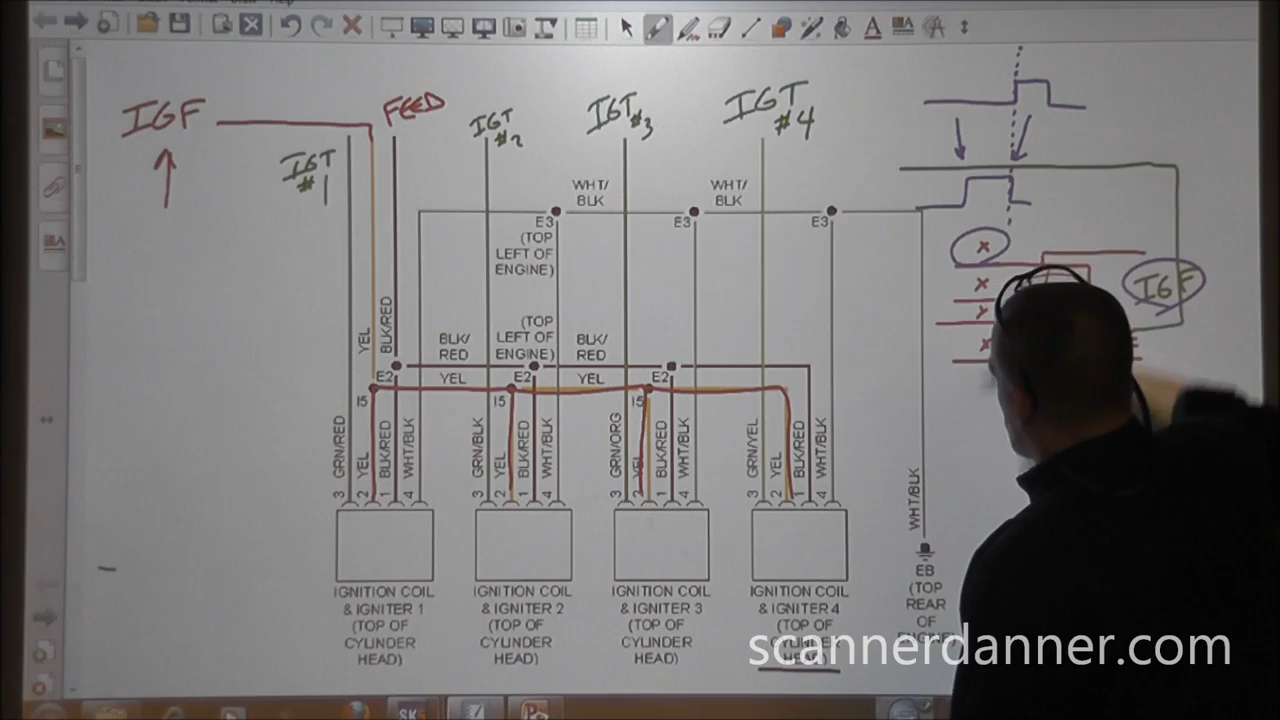 IGF
FEED
IGT
#1
IGT
#2
IGT
#3
IGT
#4
WHT/
BLK
WHT/
BLK
E3
E3
E3
(TOP
LEFT OF
ENGINE)
X
X
IGF
YEL
BLK/RED
BLK/
RED
(TOP
LEFT OF
ENGINE)
BLK/
RED
E2
YEL
E2
YEL
E2
I5
I5
I5
3 GRN/RED
2 YEL
1 BLK/RED
4 WHT/BLK
3 GRN/BLK
2 YEL
1 BLK/RED
4 WHT/BLK
3 GRN/ORG
2 YEL
1 BLK/RED
4 WHT/BLK
3 GRN/YEL
2 YEL
1 BLK/RED
4 WHT/BLK
WHT/BLK
IGNITION COIL
& IGNITER 1
(TOP OF
CYLINDER
HEAD)
IGNITION COIL
& IGNITER 2
(TOP OF
CYLINDER
HEAD)
IGNITION COIL
& IGNITER 3
(TOP OF
CYLINDER
HEAD)
IGNITION COIL
& IGNITER 4
(TOP OF
CYLINDER
HEAD)
EB
(TOP
REAR
OF
scannerdanner.com